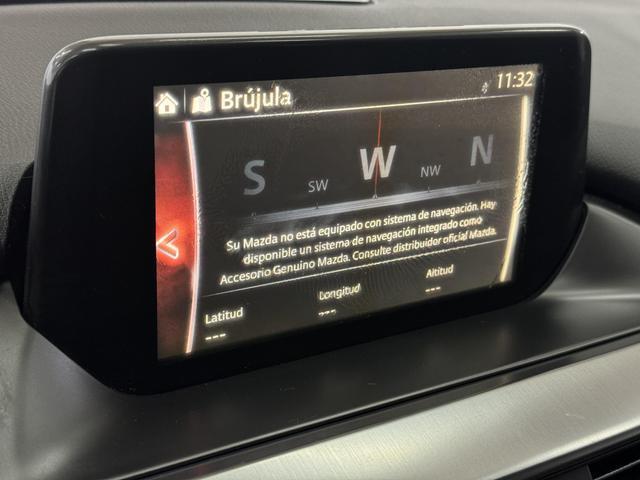 Brújula
11:32
S SW W NW N
Su Mazda no está equipado con sistema de navegación. Hay
disponible un sistema de navegación integrado como
Accesorio Genuino Mazda. Consulte distribuidor oficial Mazda.
Latitud Longitud Altitud
--- --- ---